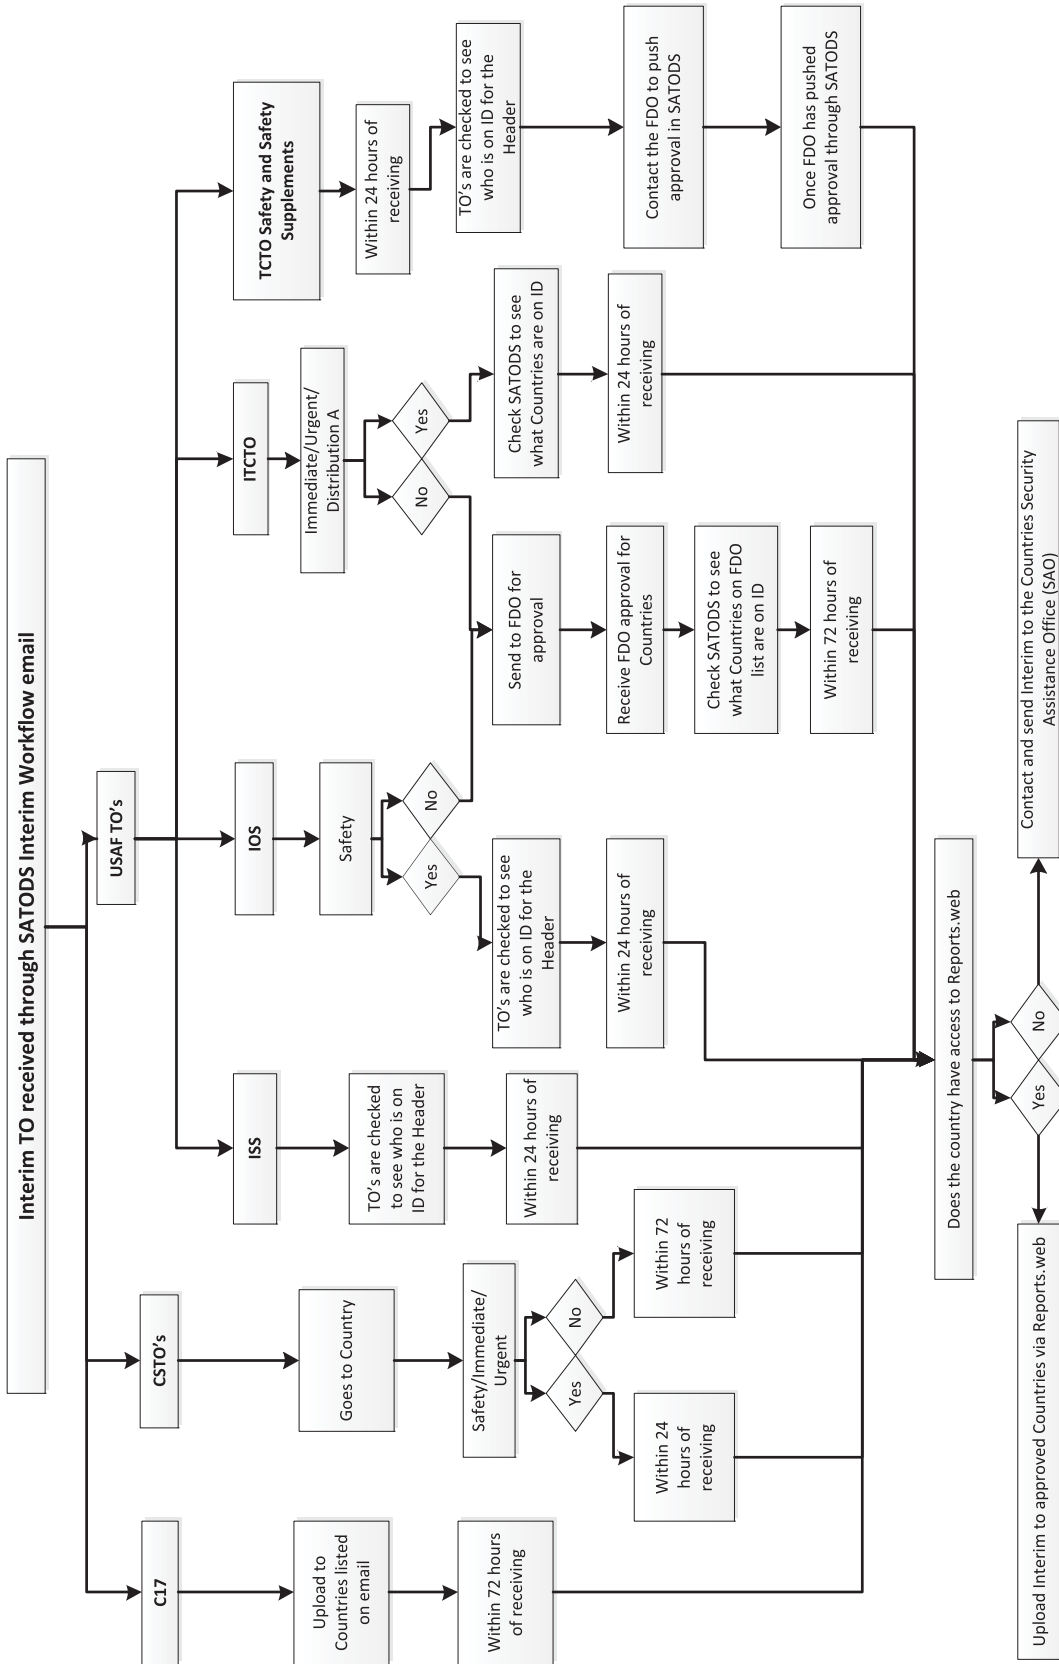 Interim TO received through SATODS Interim Workflow email
C17
Upload to
Countries listed
on email
Within 72 hours
of receiving
CSTO's
Goes to Country
Safety/Immediate/
Urgent
Yes
No
Within 24
hours of
receiving
Within 72
hours of
receiving
USAF TO's
ISS
TO's are checked
to see who is on
ID for the Header
Within 24 hours of
receiving
IOS
Safety
Yes
No
TO's are checked to see
who is on ID for the
Header
Within 24 hours of
receiving
ITCTO
Immediate/Urgent/
Distribution A
No
Yes
Send to FDO for
approval
Receive FDO approval for
Countries
Check SATODS to see
what Countries on FDO
list are on ID
Within 72 hours of
receiving
Check SATODS to see
what Countries are on ID
Within 24 hours of
receiving
TCTO Safety and Safety
Supplements
Within 24 hours of
receiving
TO's are checked to see
who is on ID for the
Header
Contact the FDO to push
approval in SATODS
Once FDO has pushed
approval through SATODS
Does the country have access to Reports.web
Yes
No
Upload Interim to approved Countries via Reports.web
Contact and send Interim to the Countries Security
Assistance Office (SAO)